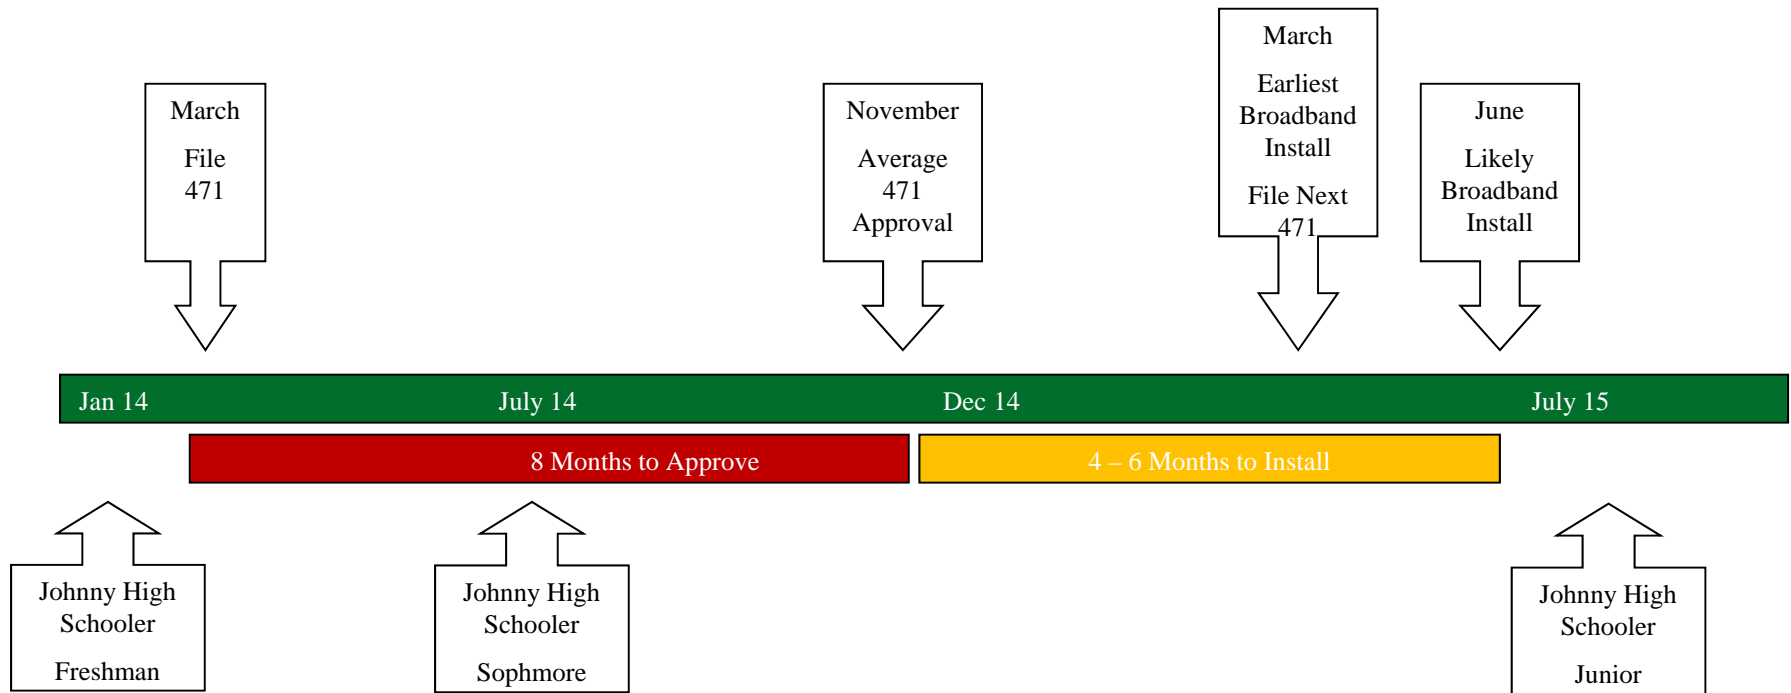 March
File
471
November
Average
471
Approval
March
Earliest
Broadband
Install
File Next
471
June
Likely
Broadband
Install
Jan 14
July 14
Dec 14
July 15
8 Months to Approve
4 – 6 Months to Install
Johnny High
Schooler
Freshman
Johnny High
Schooler
Sophmore
Johnny High
Schooler
Junior